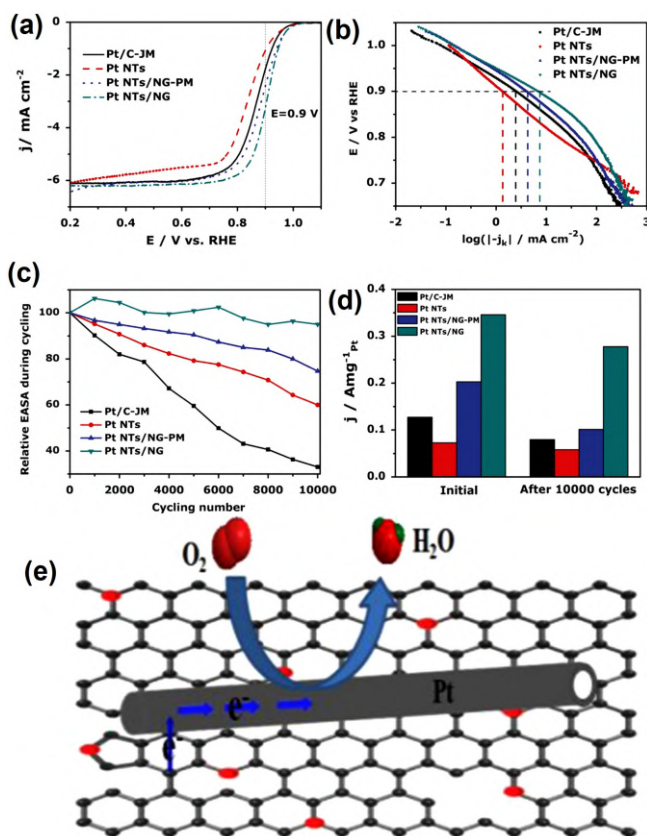 (a)
j / mA cm⁻²
0
-2
-4
-6
Pt/C-JM
Pt NTs
Pt NTs/NG-PM
Pt NTs/NG
E=0.9 V
0.2 0.4 0.6 0.8 1.0
E / V vs. RHE
(b)
E / V vs RHE
1.0
0.9
0.8
0.7
Pt/C-JM
Pt NTs
Pt NTs/NG-PM
Pt NTs/NG
-2 -1 0 1 2 3
log(|-jₖ| / mA cm⁻²)
(c)
Relative EASA during cycling
100
80
60
40
Pt/C-JM
Pt NTs
Pt NTs/NG-PM
Pt NTs/NG
0 2000 4000 6000 8000 10000
Cycling number
(d)
j / Amg⁻¹Pt
0.4
0.3
0.2
0.1
0.0
Pt/C-JM
Pt NTs
Pt NTs/NG-PM
Pt NTs/NG
Initial After 10000 cycles
(e)
O₂
H₂O
e⁻
Pt
e⁻